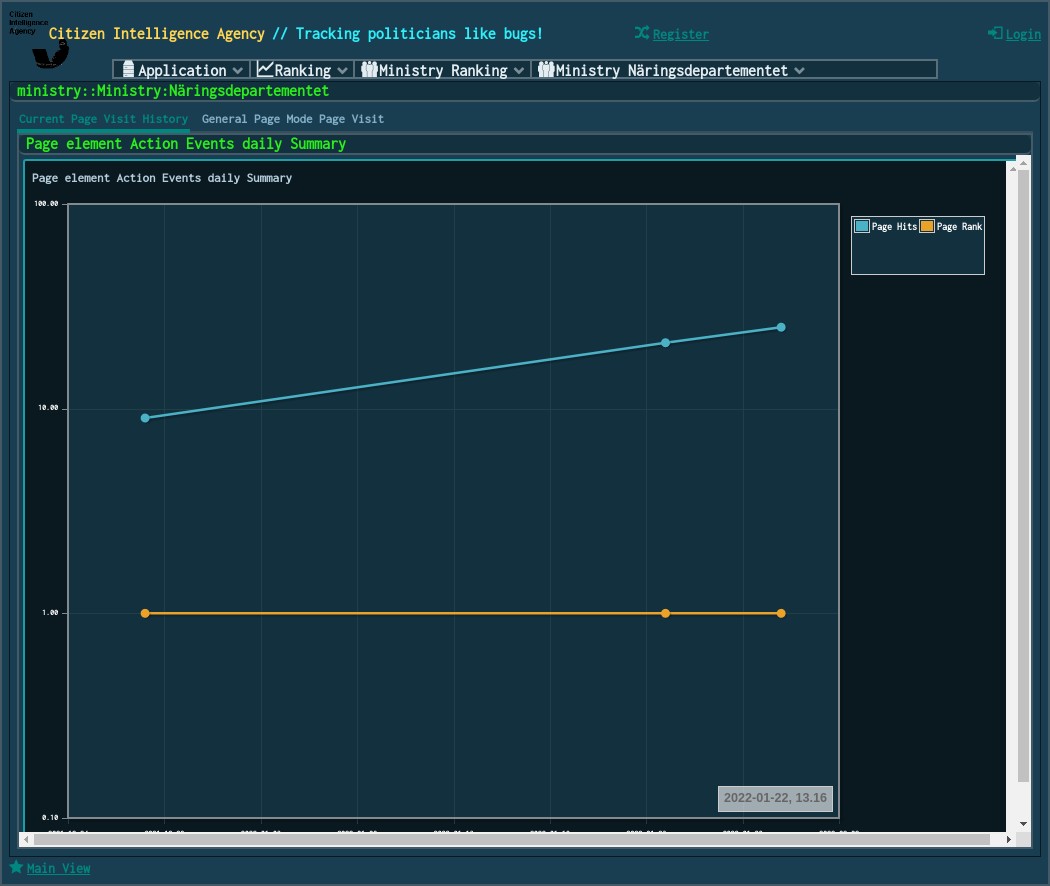 Citizen
Intelligence
Agency
Citizen Intelligence Agency // Tracking politicians like bugs!
Register
Login
Application
Ranking
Ministry Ranking
Ministry Näringsdepartementet
ministry::Ministry:Näringsdepartementet
Current Page Visit History
General Page Mode Page Visit
Page element Action Events daily Summary
Page element Action Events daily Summary
100.00
Page Hits
Page Rank
10.00
1.00
2022-01-22, 13.16
0.10
Main View